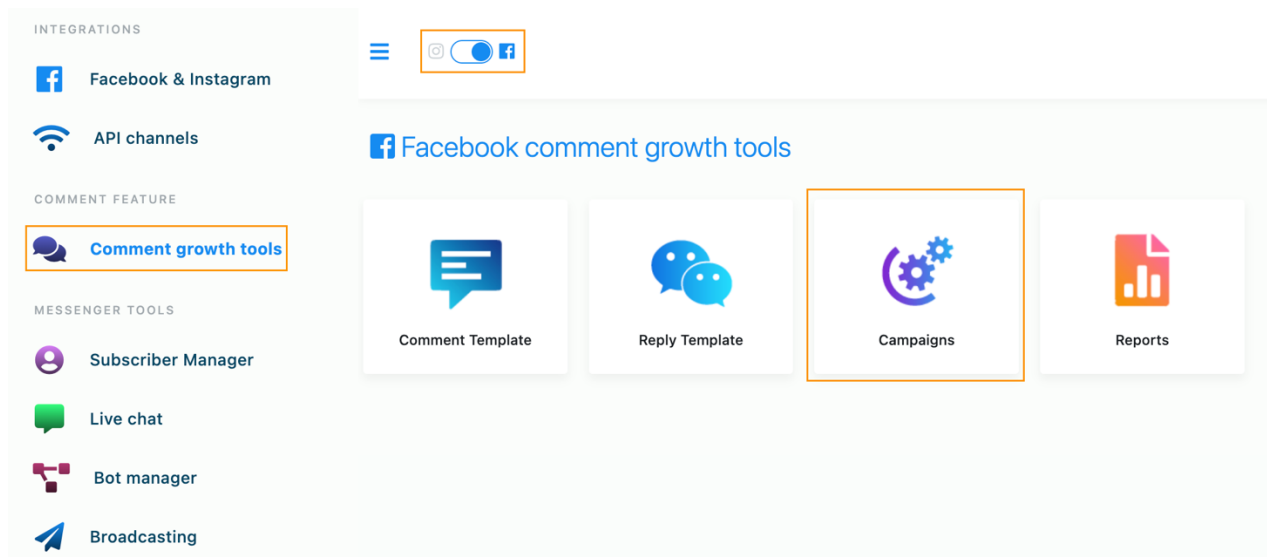 INTEGRATIONS
Facebook & Instagram
API channels
COMMENT FEATURE
Comment growth tools
MESSENGER TOOLS
Subscriber Manager
Live chat
Bot manager
Broadcasting
Facebook comment growth tools
Comment Template
Reply Template
Campaigns
Reports